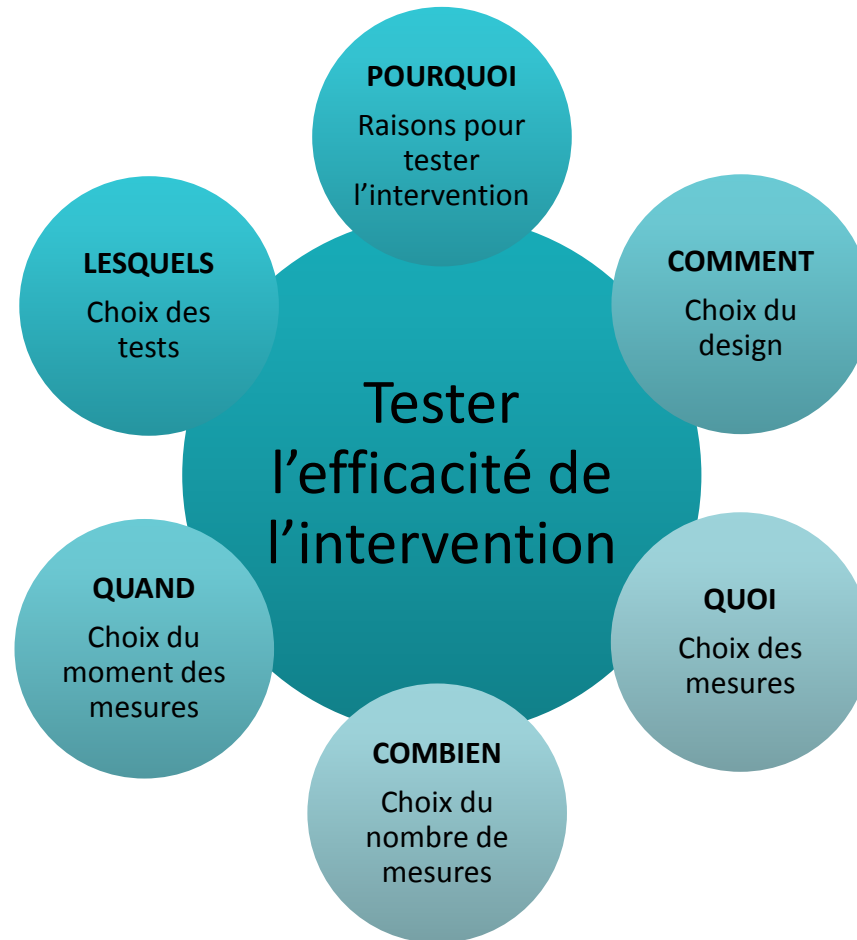 POURQUOI
Raisons pour
tester
l’intervention
COMMENT
Choix du
design
QUOI
Choix des
mesures
COMBIEN
Choix du
nombre de
mesures
QUAND
Choix du
moment des
mesures
LESQUELS
Choix des
tests
Tester
l’efficacité de
l’intervention